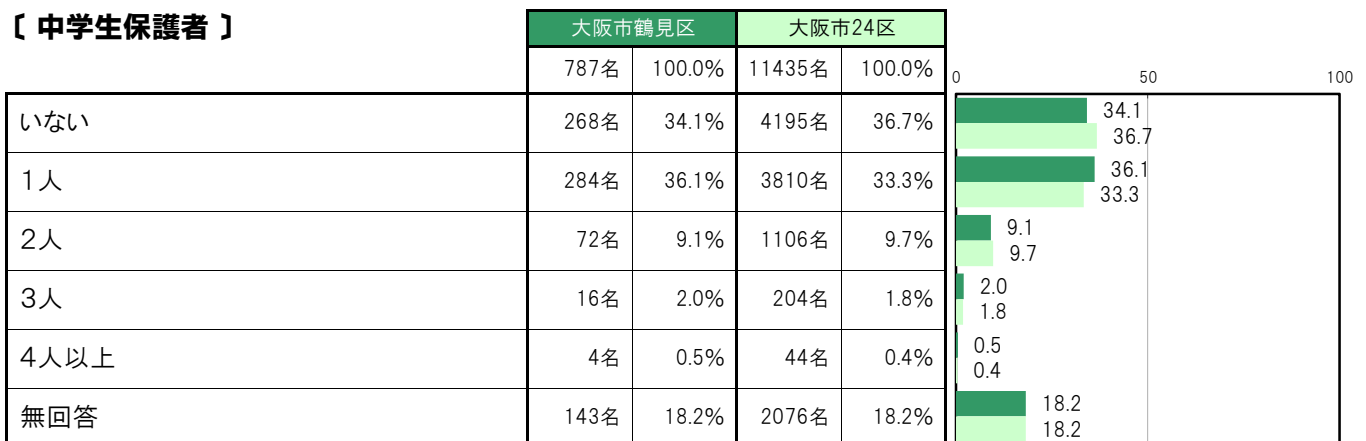 〔 中学生保護者 〕
大阪市鶴見区 大阪市24区
787名 100.0% 11435名 100.0%
0 50 100
いない 268名 34.1% 4195名 36.7% 34.1
36.7
1人 284名 36.1% 3810名 33.3% 36.1
33.3
2人 72名 9.1% 1106名 9.7% 9.1
9.7
3人 16名 2.0% 204名 1.8% 2.0
1.8
4人以上 4名 0.5% 44名 0.4% 0.5
0.4
無回答 143名 18.2% 2076名 18.2% 18.2
18.2